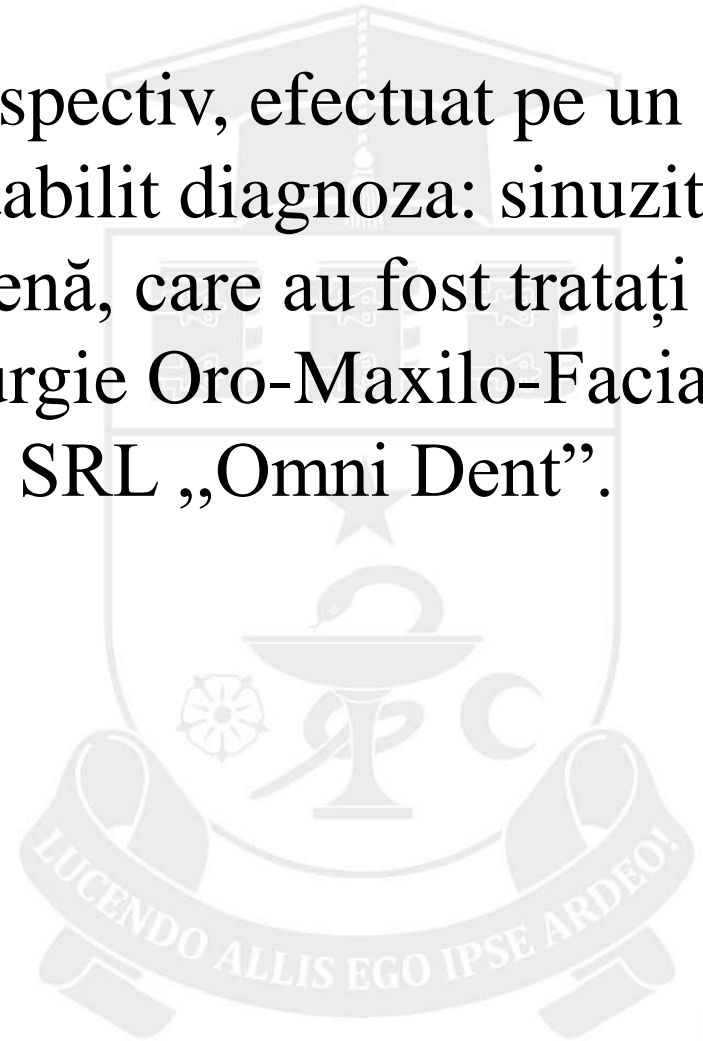 spectiv, efectuat pe un
abilit diagnoza: sinuzit
enă, care au fost tratați
urgie Oro-Maxilo-Facia
SRL ,,Omni Dent”.
LUCENDO ALLIS EGO IPSE ARDEO!